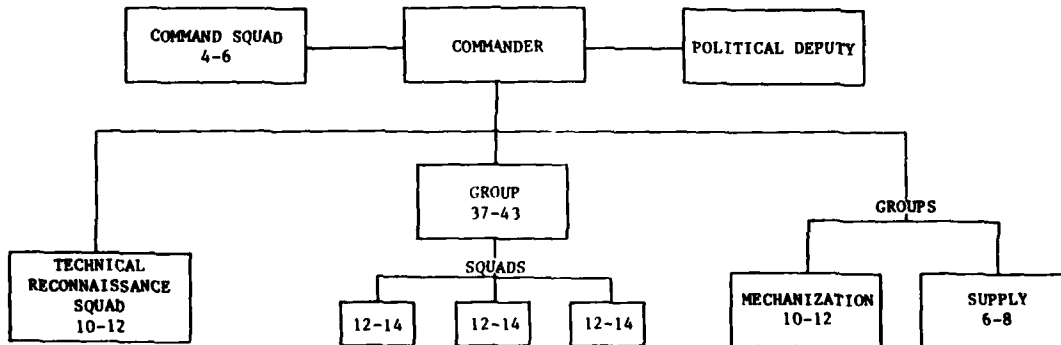 COMMAND SQUAD
4-6
COMMANDER
POLITICAL DEPUTY
GROUP
37-43
GROUPS
TECHNICAL
RECONNAISSANCE
SQUAD
10-12
SQUADS
12-14
12-14
12-14
MECHANIZATION
10-12
SUPPLY
6-8